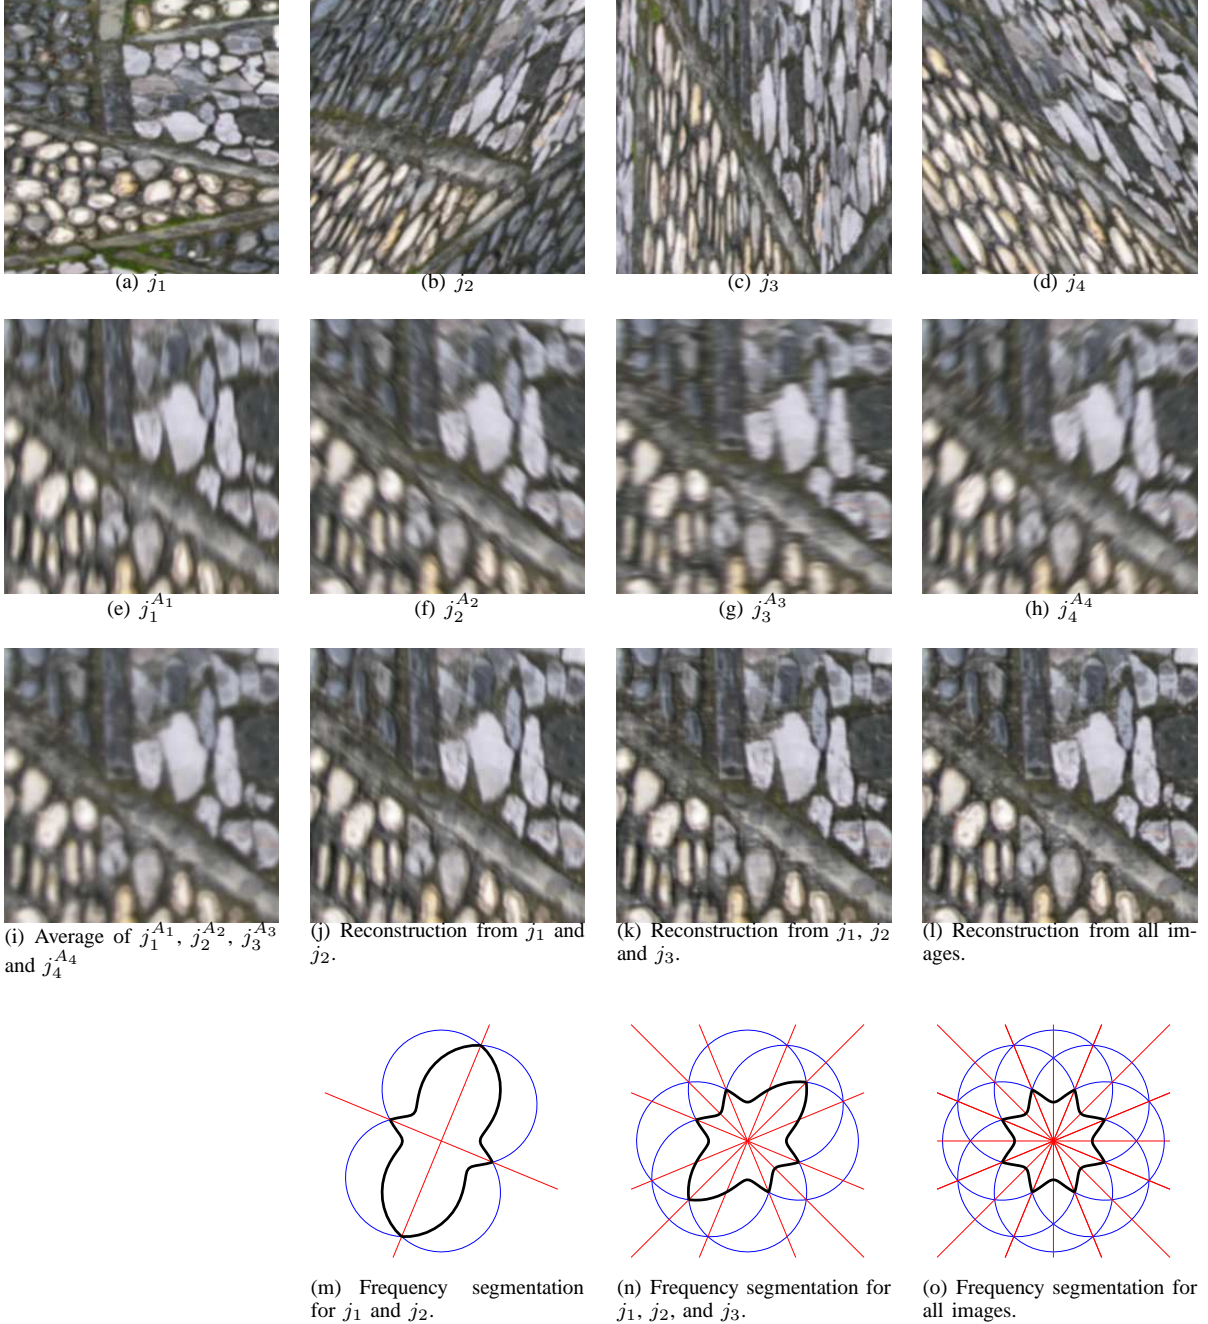 (a) j₁
(b) j₂
(c) j₃
(d) j₄
(e) j₁^{A₁}
(f) j₂^{A₂}
(g) j₃^{A₃}
(h) j₄^{A₄}
(i) Average of j₁^{A₁}, j₂^{A₂}, j₃^{A₃}
and j₄^{A₄}
(j) Reconstruction from j₁ and
j₂.
(k) Reconstruction from j₁, j₂
and j₃.
(l) Reconstruction from all im-
ages.
(m) Frequency segmentation
for j₁ and j₂.
(n) Frequency segmentation for
j₁, j₂, and j₃.
(o) Frequency segmentation for
all images.